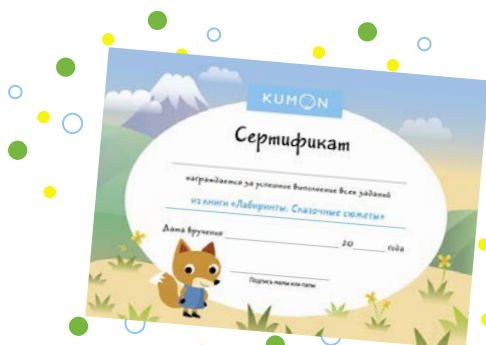 KUMON
Сертификат
награждается за успешное выполнение всех заданий
из книги «Лабиринты. Сказочные сюжеты»
Дата вручения 20 года
Подпись мамы или папы